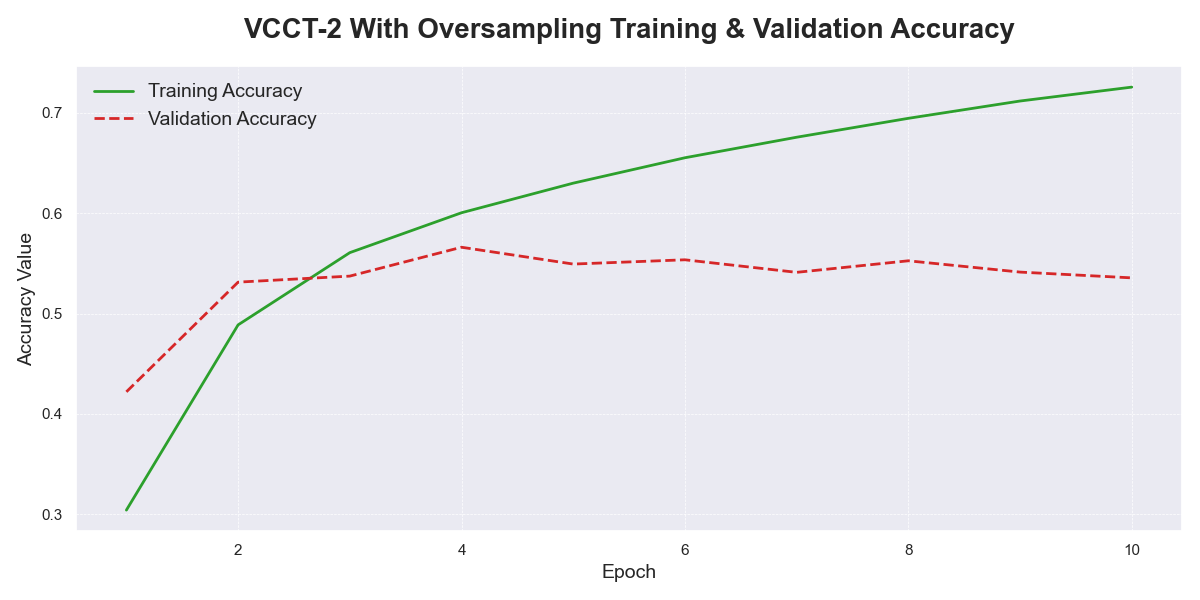 VCCT-2 With Oversampling Training & Validation Accuracy
Training Accuracy
Validation Accuracy
Accuracy Value
0.7
0.6
0.5
0.4
0.3
2 4 6 8 10
Epoch